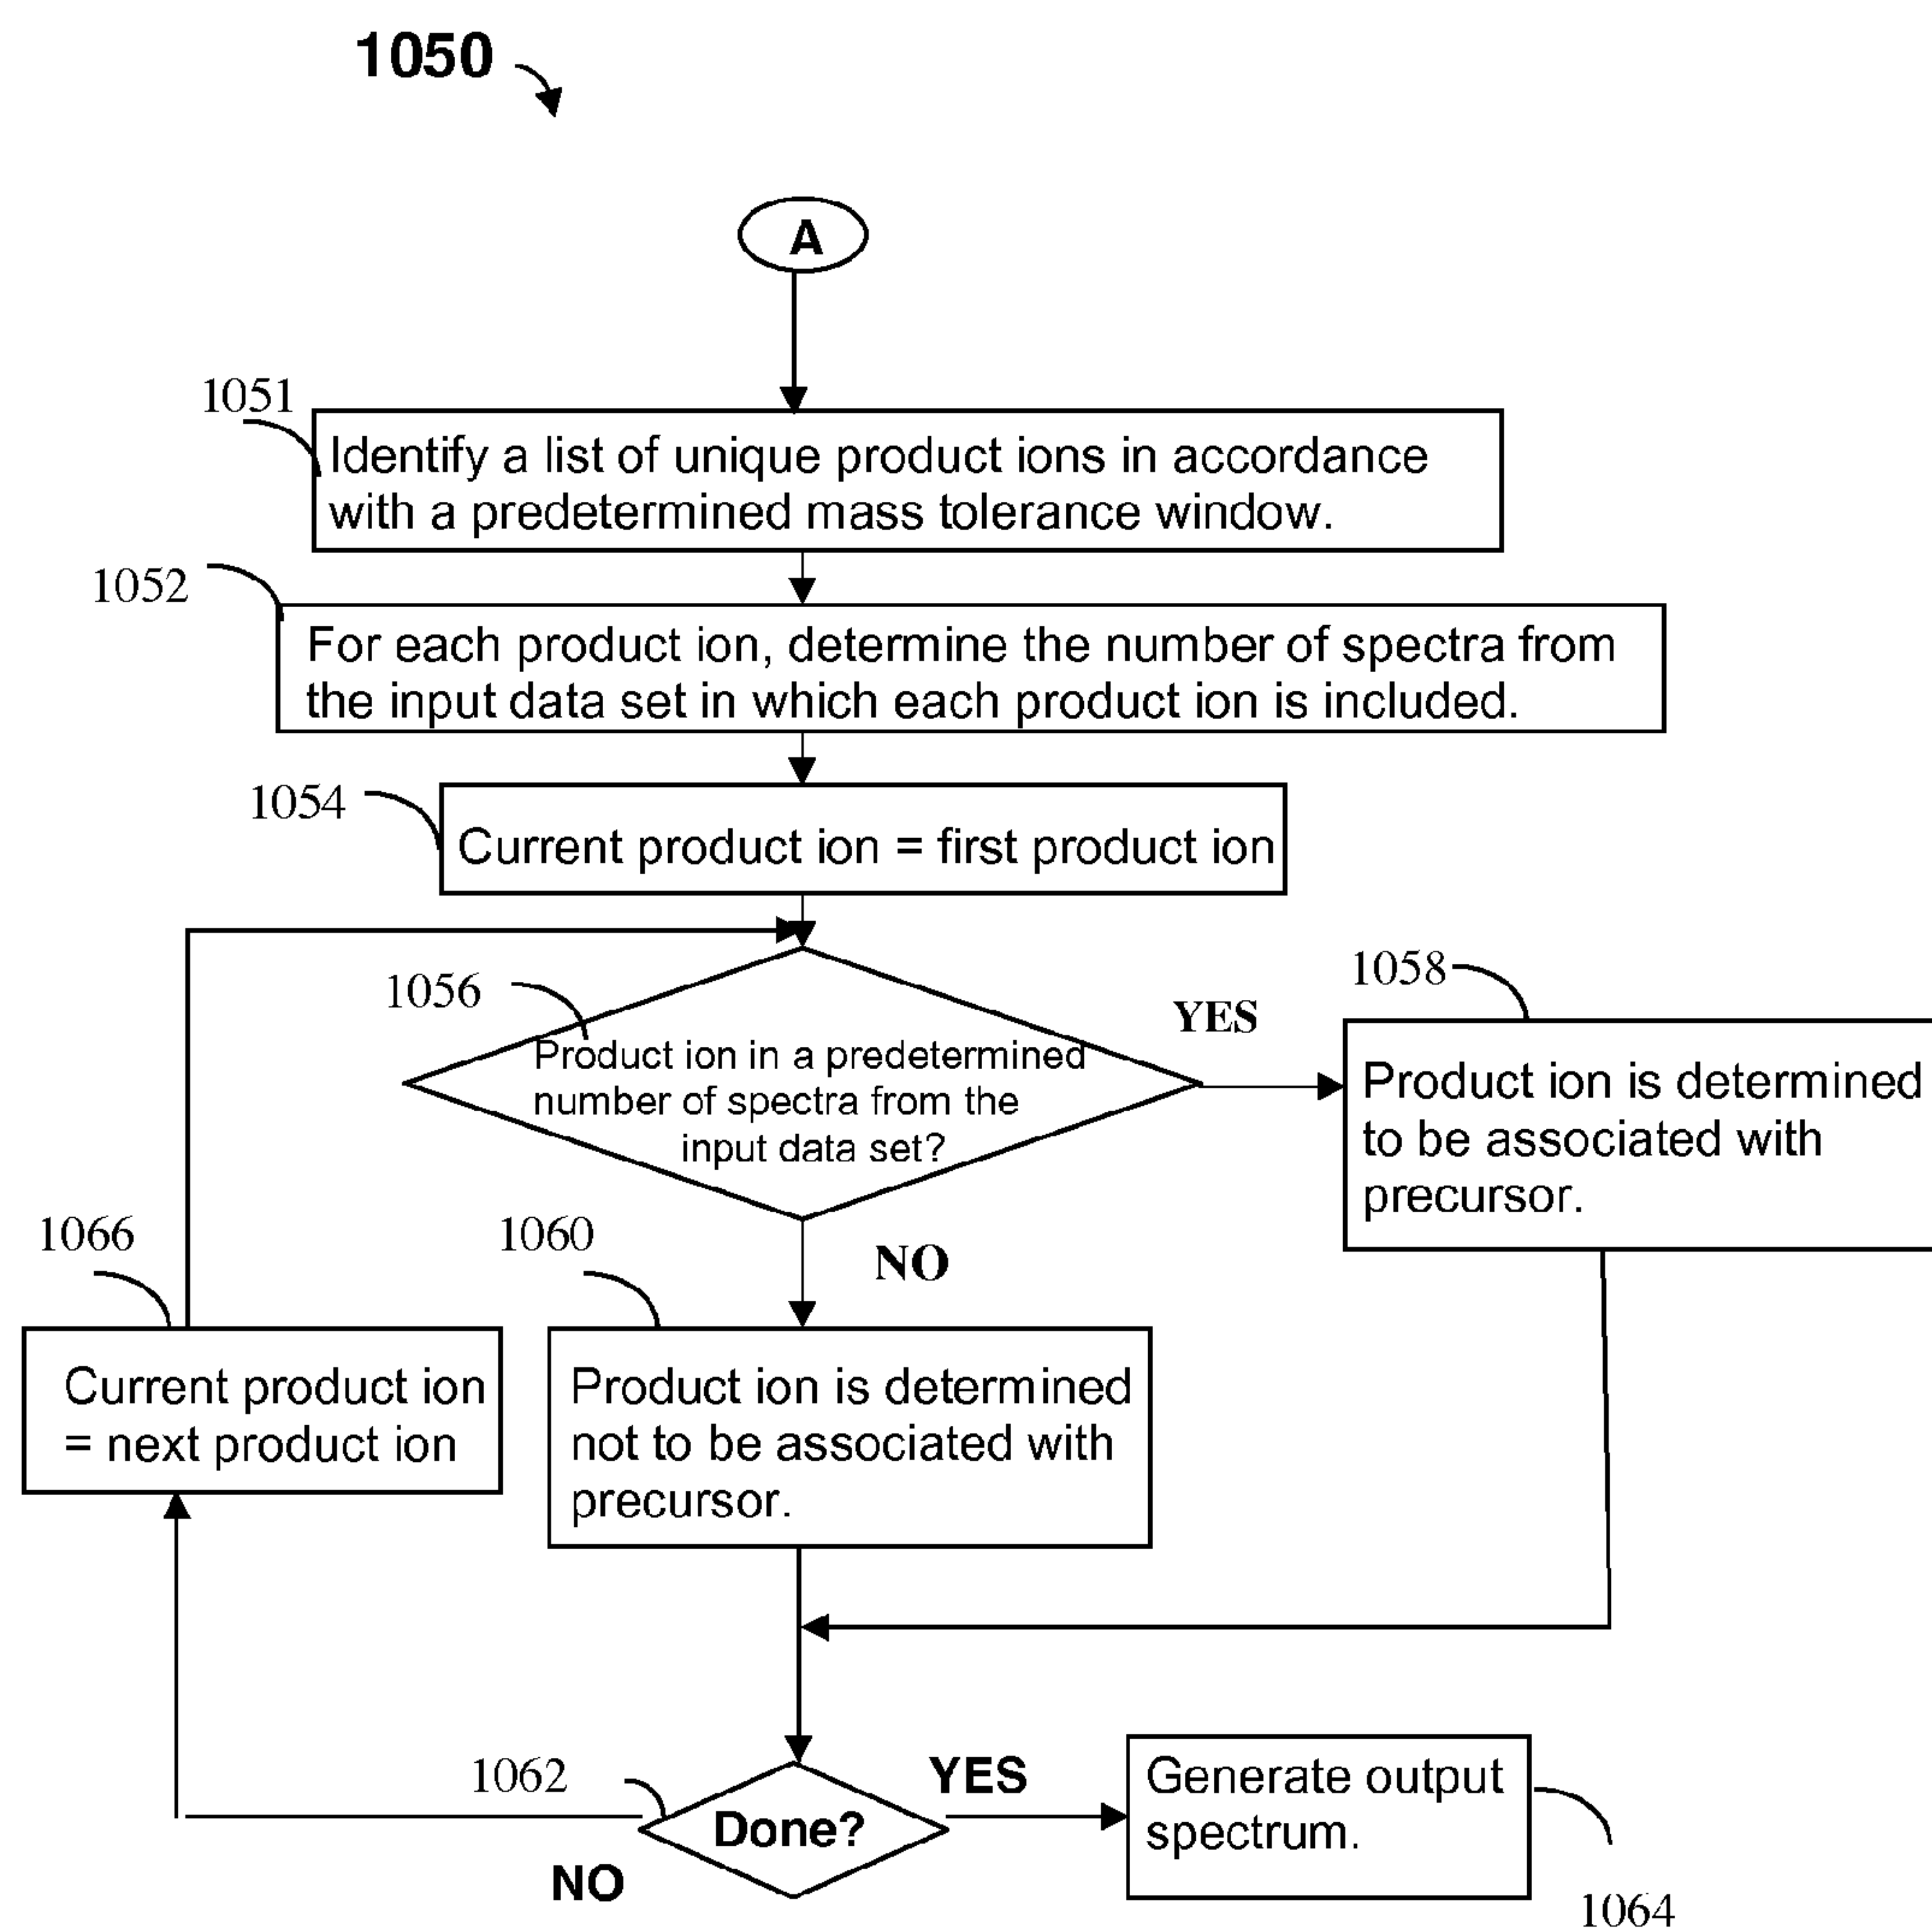 1050
A
1051
Identify a list of unique product ions in accordance
with a predetermined mass tolerance window.
1052
For each product ion, determine the number of spectra from
the input data set in which each product ion is included.
1054
Current product ion = first product ion
1056
Product ion in a predetermined
number of spectra from the
input data set?
YES
1058
Product ion is determined
to be associated with
precursor.
NO
1066
Current product ion
= next product ion
1060
Product ion is determined
not to be associated with
precursor.
1062
Done?
YES
NO
Generate output
spectrum.
1064